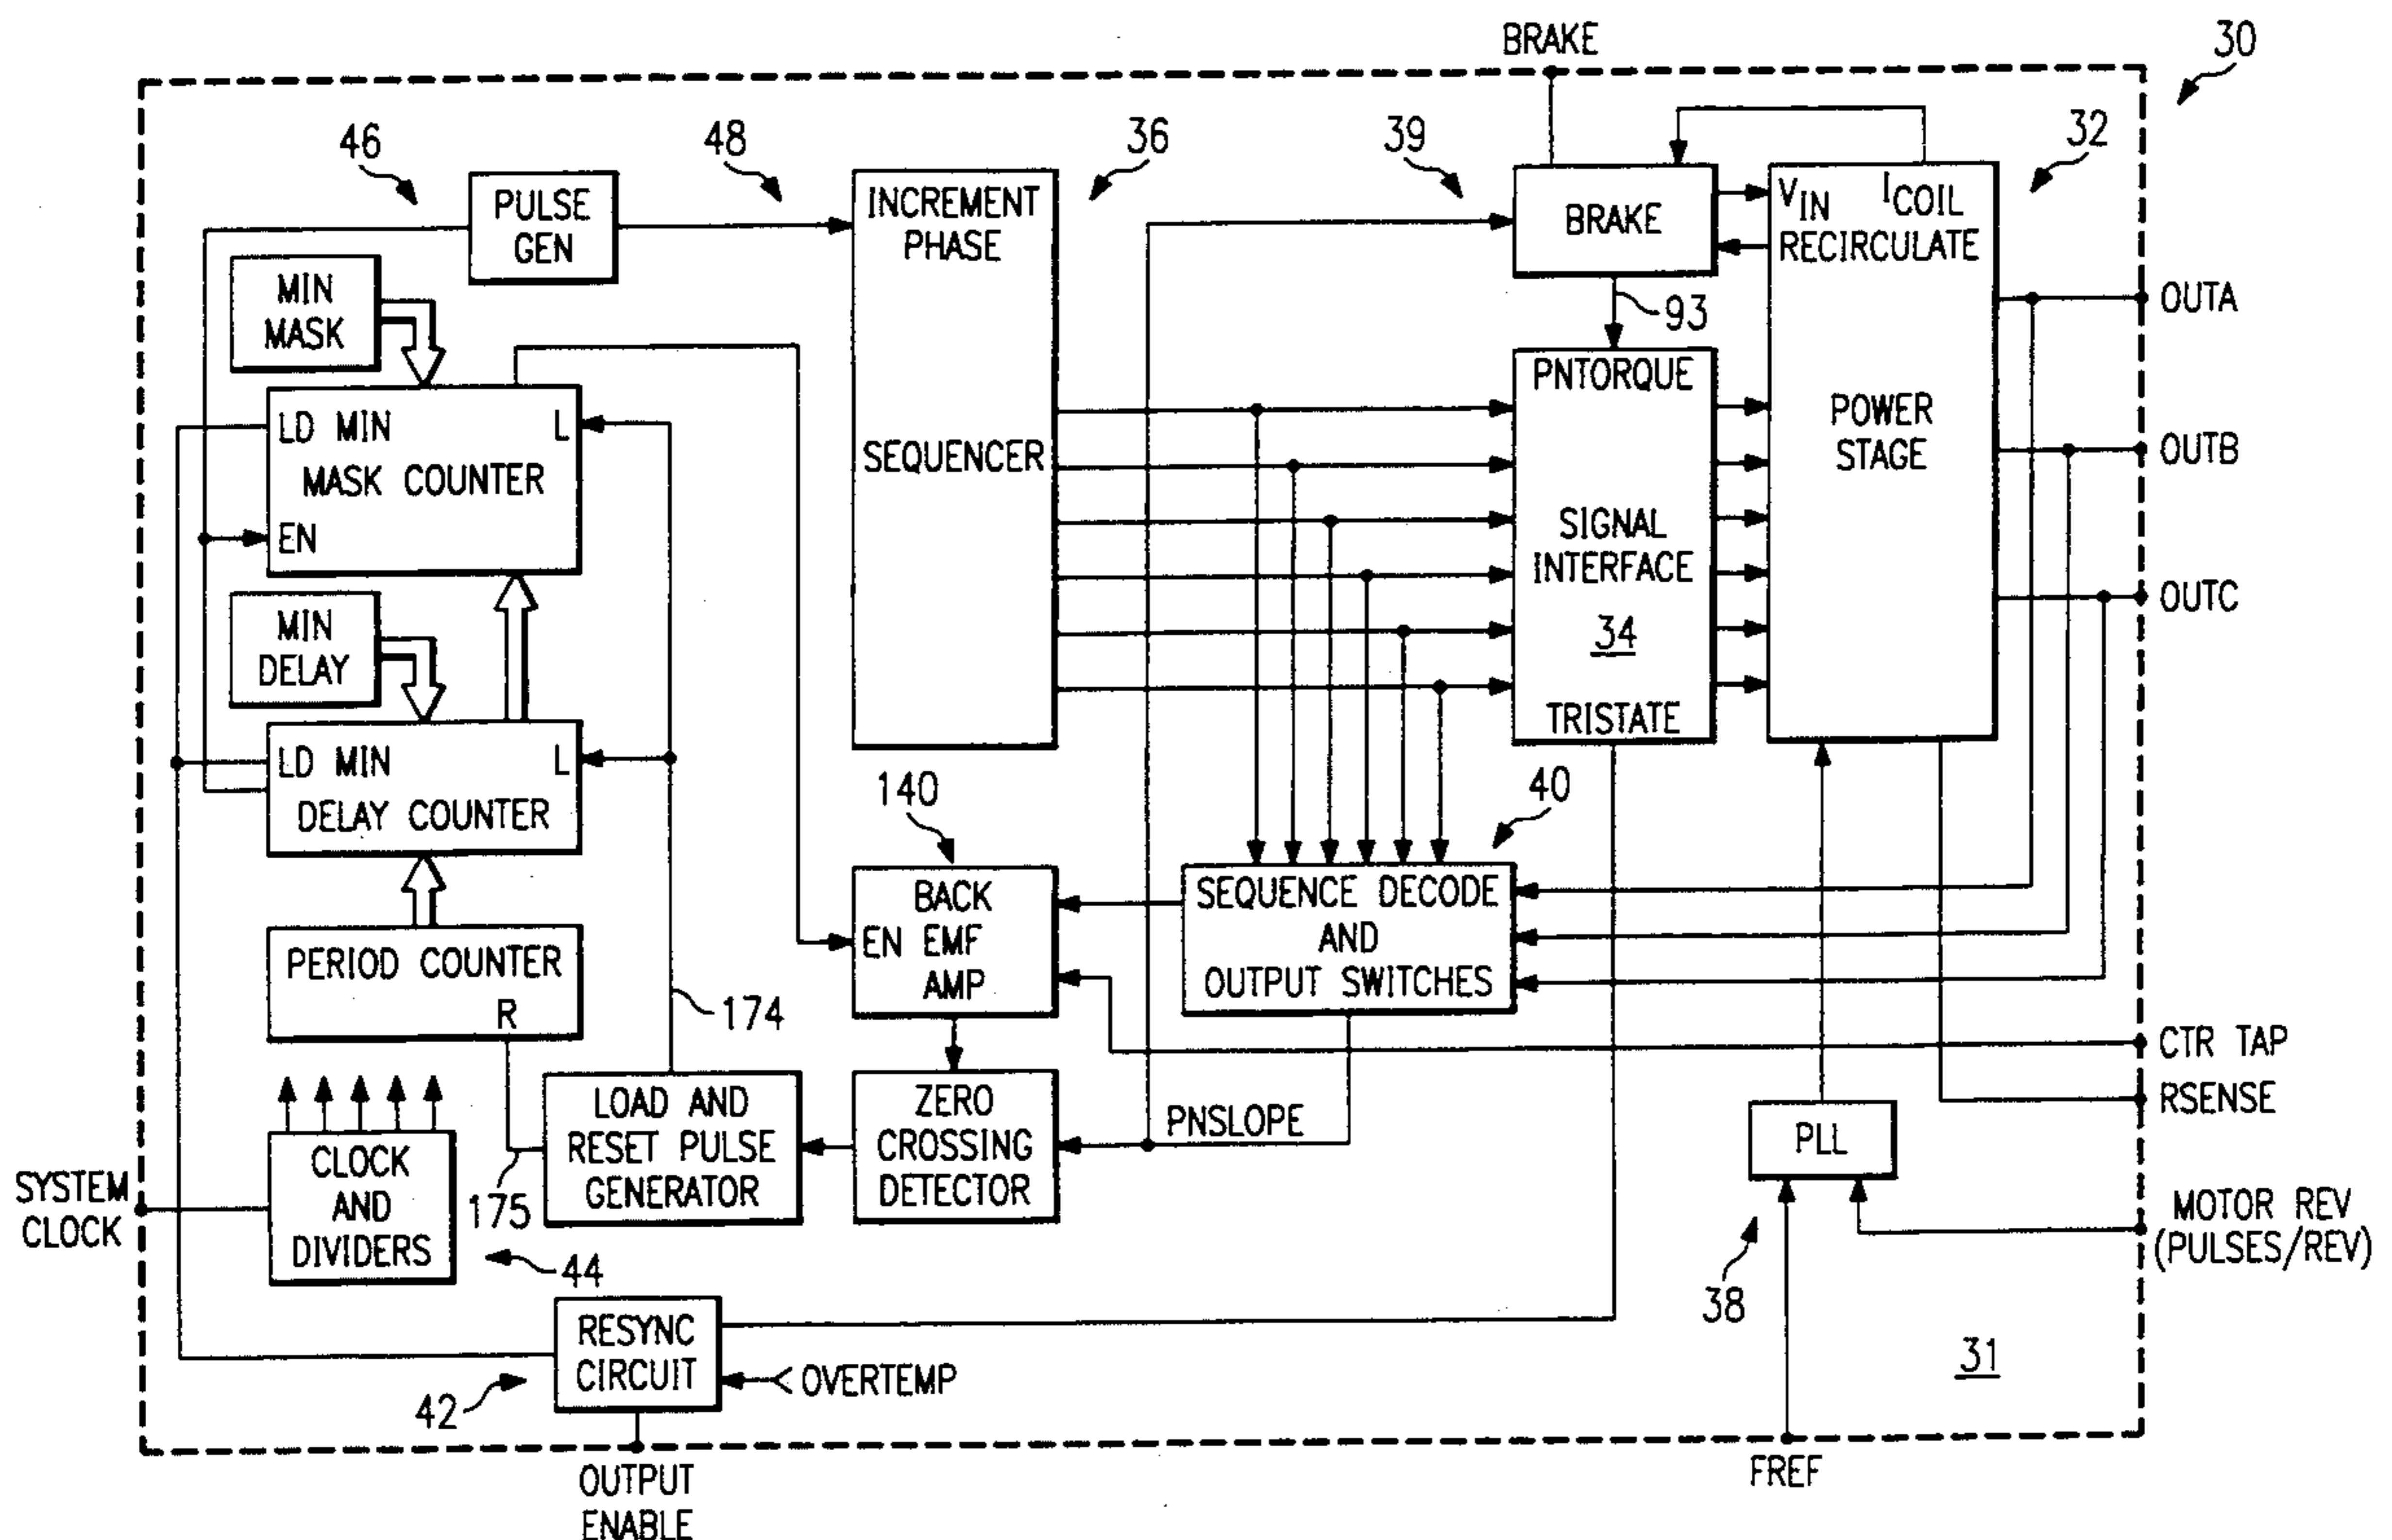 BRAKE
30
46
48
36
39
32
PULSE
GEN
INCREMENT
PHASE
BRAKE
VIN
ICOIL
RECIRCULATE
MIN
MASK
93
OUTA
LD MIN
L
MASK COUNTER
EN
SEQUENCER
PNTORQUE
SIGNAL
INTERFACE
34
TRISTATE
POWER
STAGE
OUTB
OUTC
MIN
DELAY
LD MIN
L
DELAY COUNTER
140
40
BACK
EN EMF
AMP
SEQUENCE DECODE
AND
OUTPUT SWITCHES
PERIOD COUNTER
R
174
CTR TAP
RSENSE
LOAD AND
RESET PULSE
GENERATOR
ZERO
CROSSING
DETECTOR
PNSLOPE
PLL
SYSTEM
CLOCK
CLOCK
AND
DIVIDERS
175
44
MOTOR REV
(PULSES/REV)
38
RESYNC
CIRCUIT
OVERTEMP
42
31
OUTPUT
ENABLE
FREF